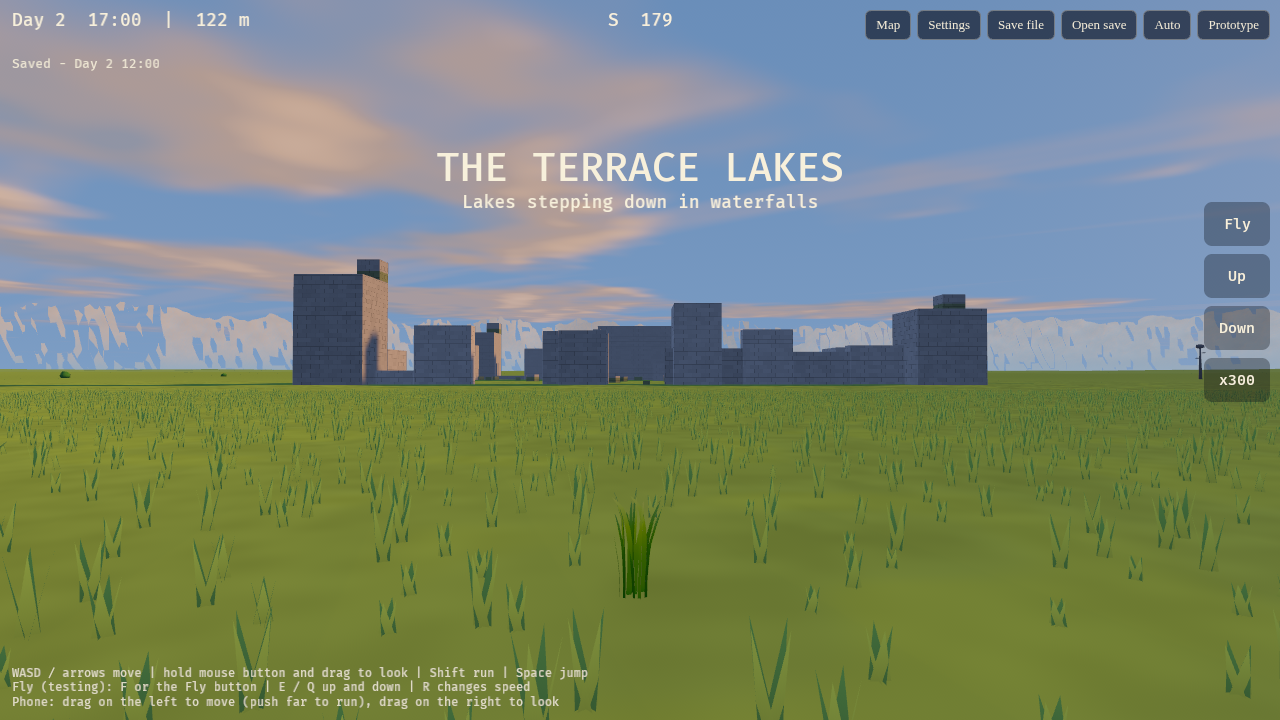 Day 2  17:00  |  122 m
S  179
Map
Settings
Save file
Open save
Auto
Prototype
Saved - Day 2 12:00
THE TERRACE LAKES
Lakes stepping down in waterfalls
Fly
Up
Down
x300
WASD / arrows move | hold mouse button and drag to look | Shift run | Space jump
Fly (testing): F or the Fly button | E / Q up and down | R changes speed
Phone: drag on the left to move (push far to run), drag on the right to look